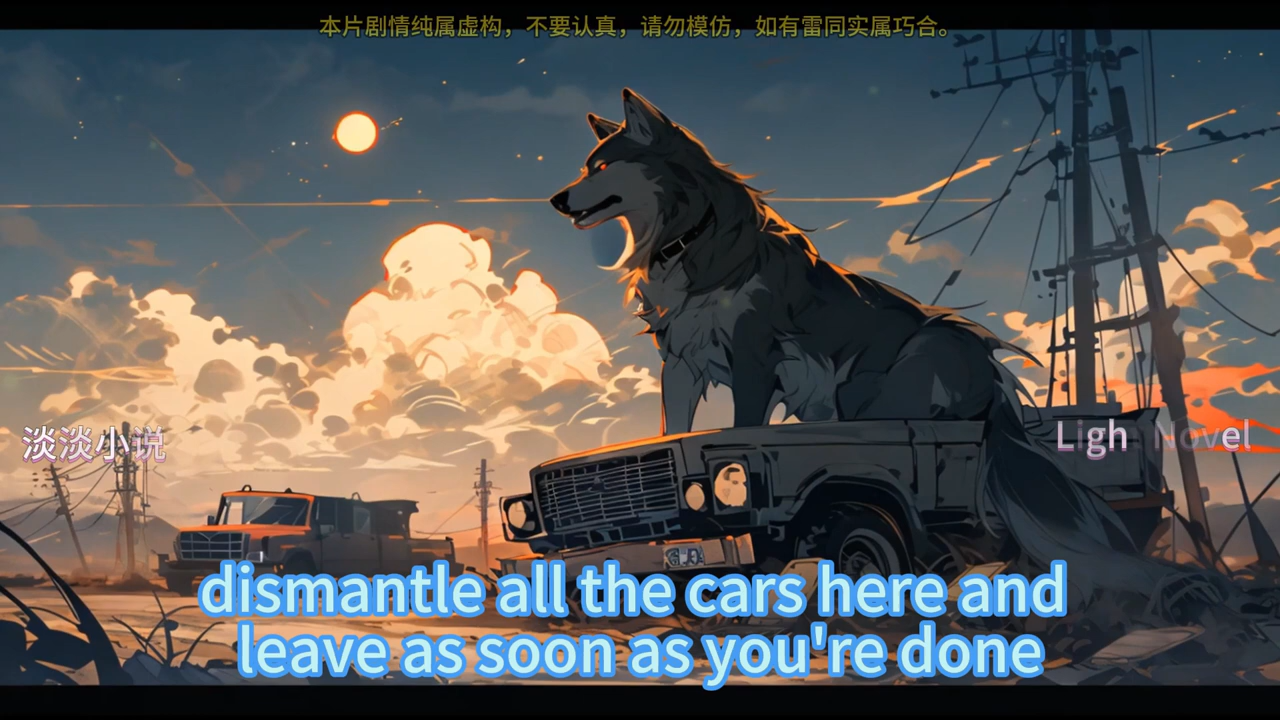 本片剧情纯属虚构，不要认真，请勿模仿，如有雷同实属巧合。
淡淡小说
Light Novel
dismantle all the cars here and
leave as soon as you're done